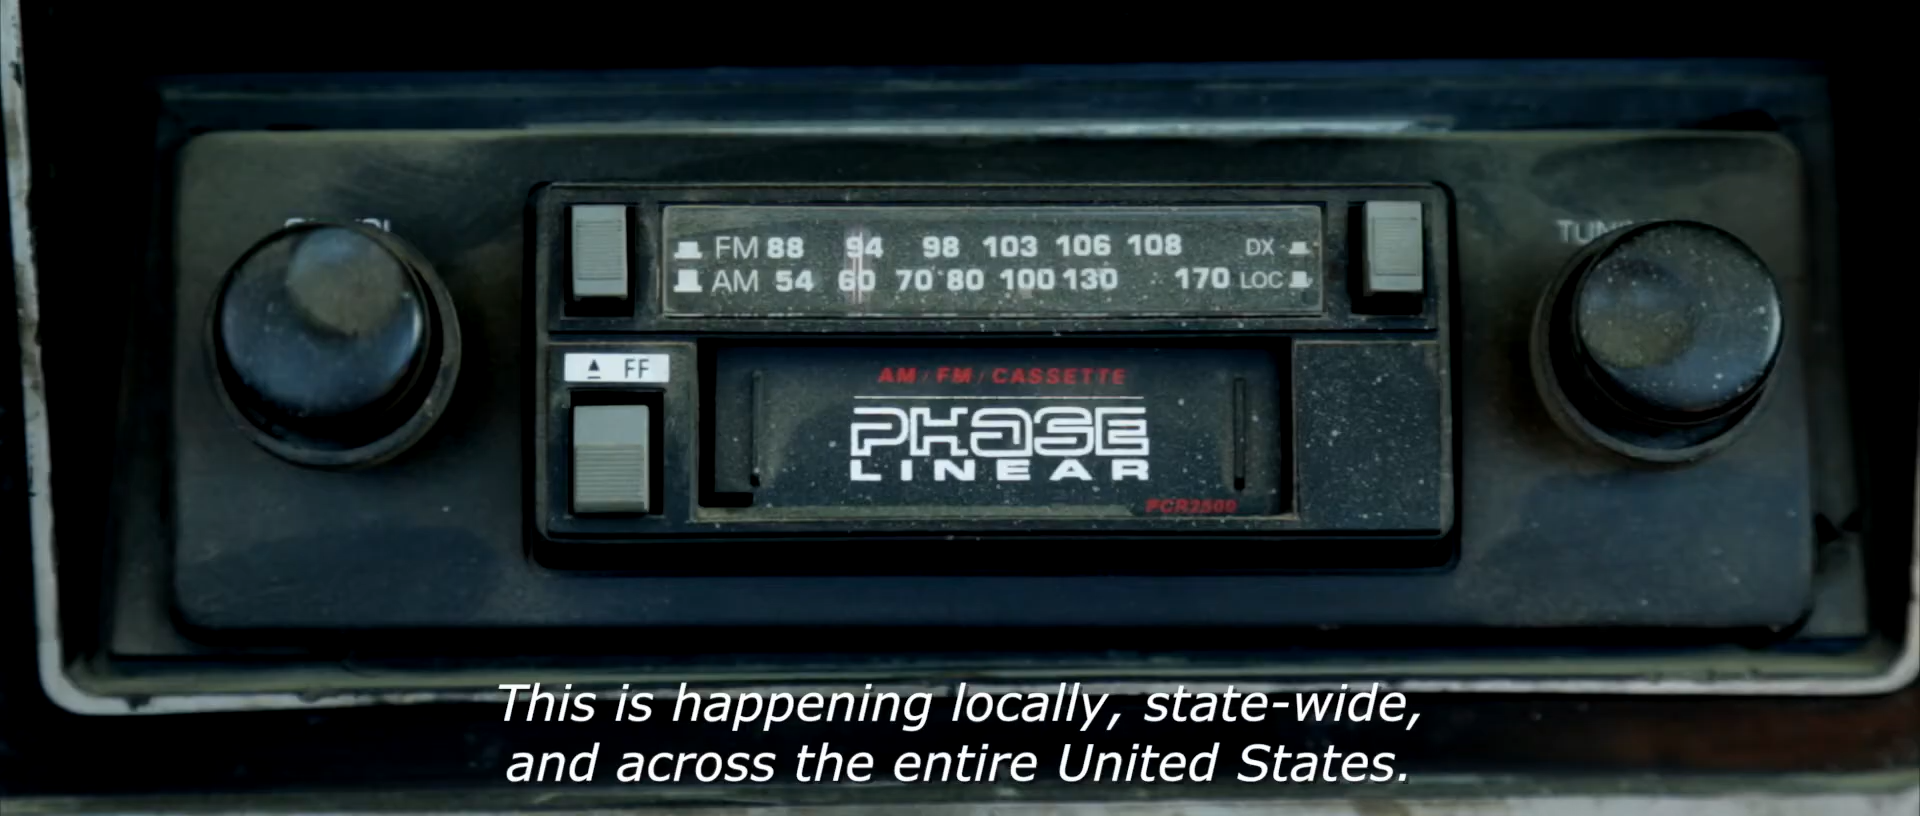 FM 88 94 98 103 106 108 DX
AM 54 60 70 80 100 130 170 LOC
FF
AM / FM / CASSETTE
PHASE
LINEAR
PCR2500
This is happening locally, state-wide,
and across the entire United States.